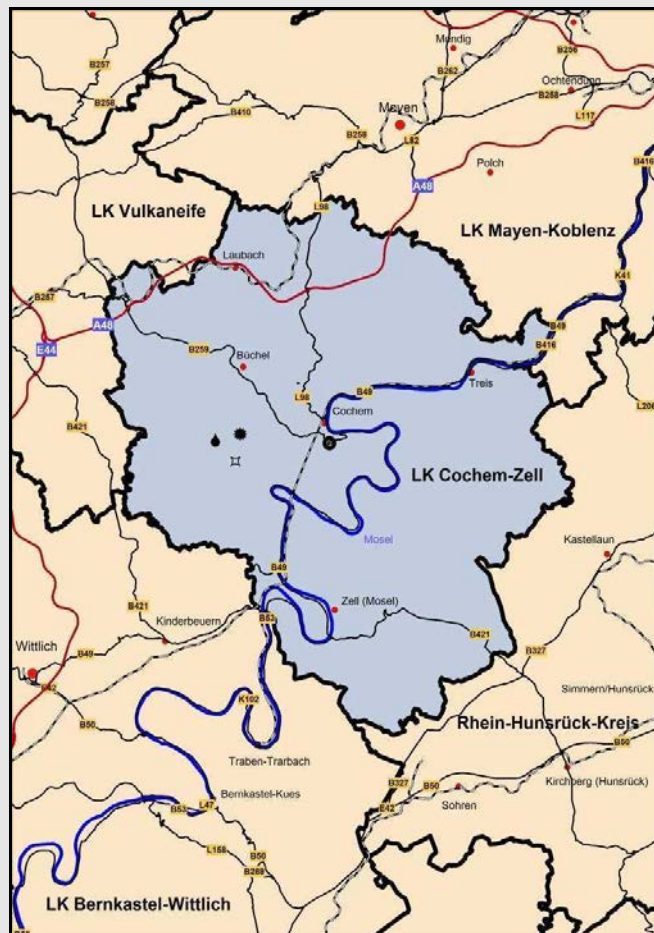 B257
Mendig
B256
B262
Ochtendung
B258
B258
B410
L117
Mayen
B258
L82
B416
Polch
A48
LK Vulkaneife
L98
LK Mayen-Koblenz
Laubach
K41
B257
A48
B49
E44
B259
B416
Büchel
Treis
B49
L98
L206
Cochem
B421
LK Cochem-Zell
Mosel
Kastellaun
B49
B421
Zell (Mosel)
B53
Kinderbeuern
B421
Wittlich
B49
B327
K102
Simmern/Hunsrück
B50
Rhein-Hunsrück-Kreis
B50
Traben-Trarbach
Kirchberg (Hunsrück)
B327
B50
Bernkastel-Kues
Sohren
B53
L47
E42
L158
B50
B269
LK Bernkastel-Wittlich